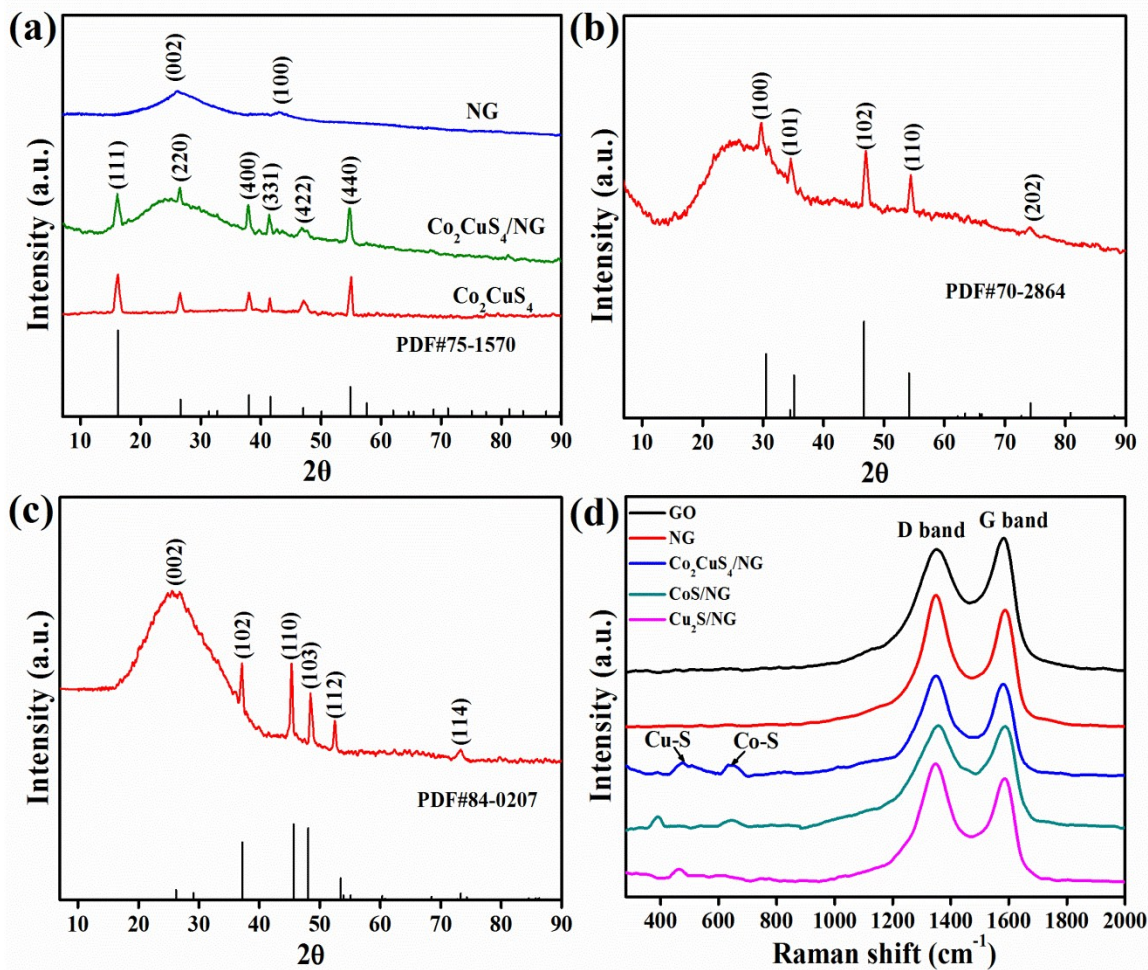 (a)
(002)
(100)
NG
(111)
(220)
(400)
(331)
(422)
(440)
Co₂CuS₄/NG
Co₂CuS₄
PDF#75-1570
Intensity (a.u.)
10 20 30 40 50 60 70 80 90
2θ
(b)
(100)
(101)
(102)
(110)
(202)
PDF#70-2864
Intensity (a.u.)
10 20 30 40 50 60 70 80 90
2θ
(c)
(002)
(102)
(110)
(103)
(112)
(114)
PDF#84-0207
Intensity (a.u.)
10 20 30 40 50 60 70 80 90
2θ
(d)
GO
NG
Co₂CuS₄/NG
CoS/NG
Cu₂S/NG
D band
G band
Cu-S
Co-S
Intensity (a.u.)
400 600 800 1000 1200 1400 1600 1800 2000
Raman shift (cm⁻¹)